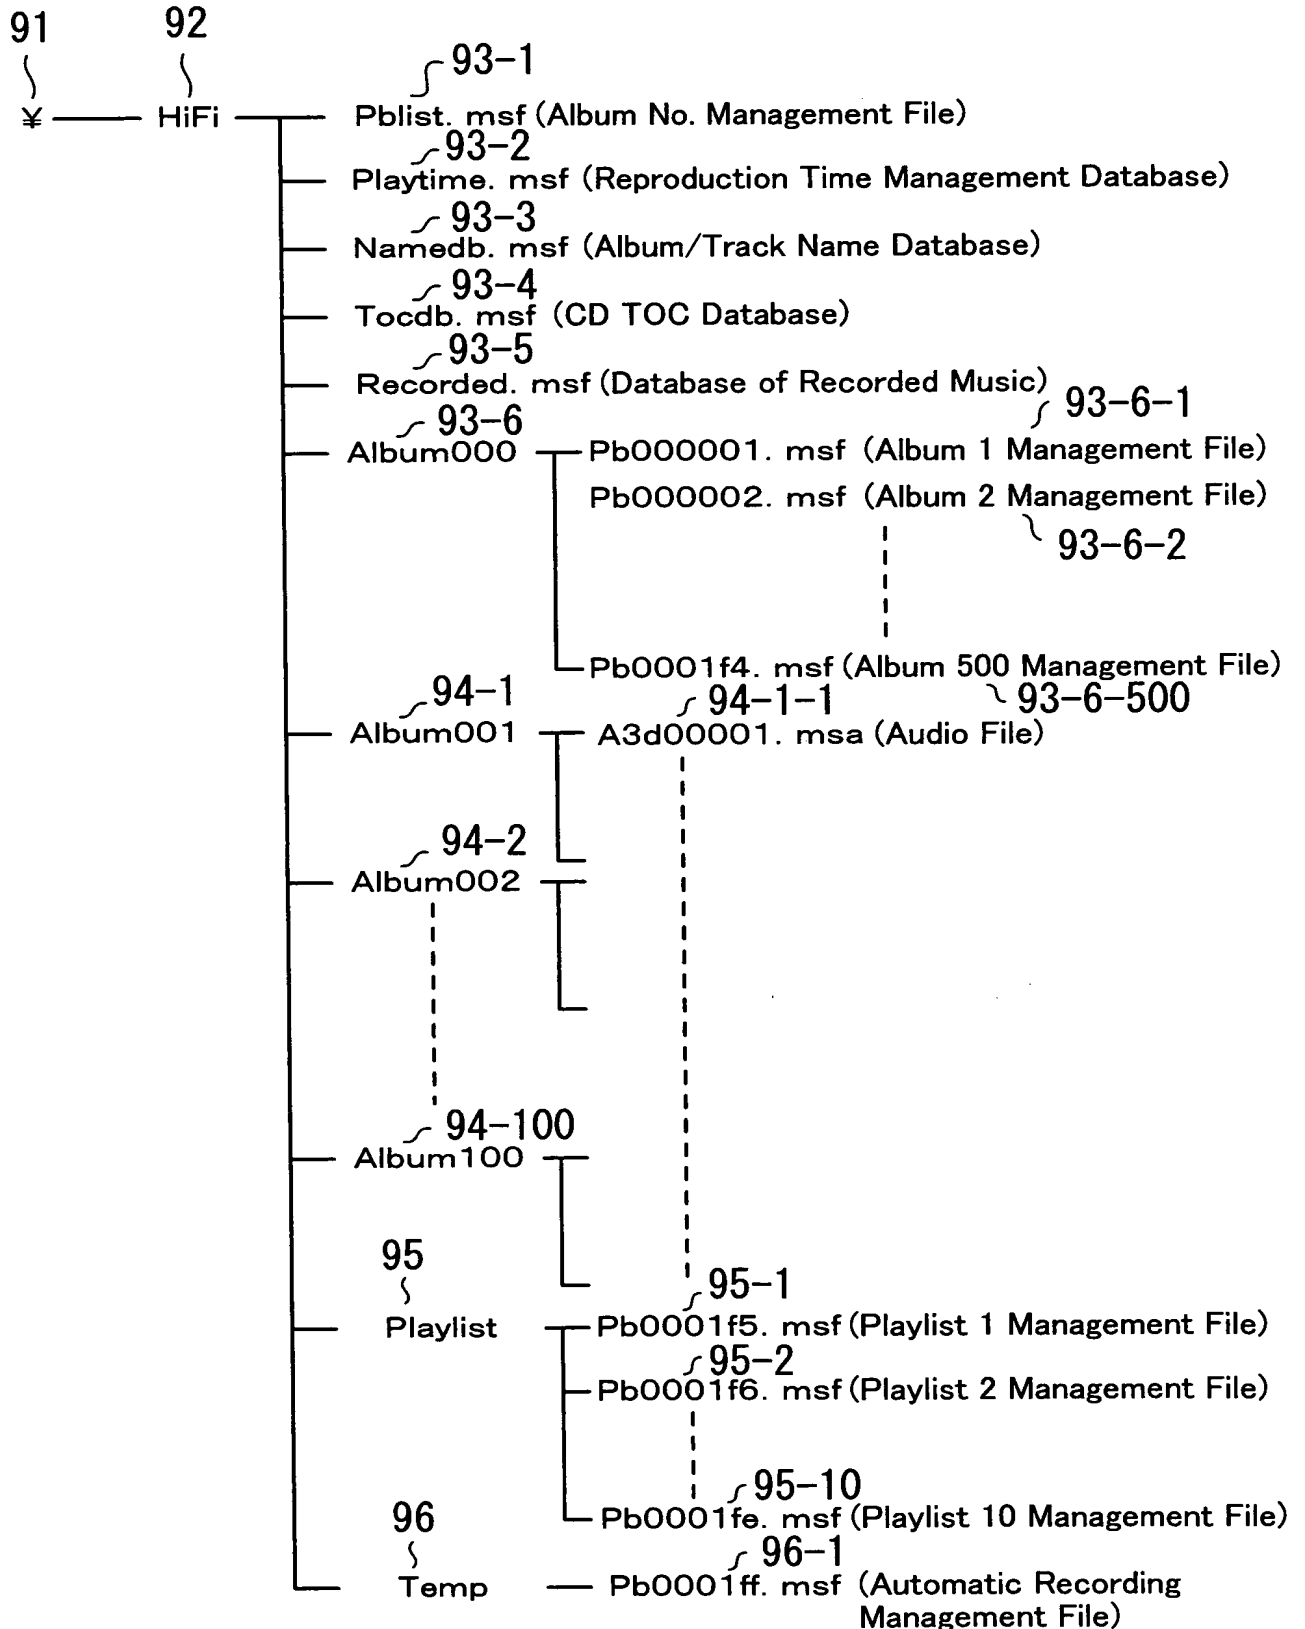 91
92
93-1
¥
HiFi
Pblist. msf (Album No. Management File)
93-2
Playtime. msf (Reproduction Time Management Database)
93-3
Namedb. msf (Album/Track Name Database)
93-4
Tocdb. msf (CD TOC Database)
93-5
Recorded. msf (Database of Recorded Music)
93-6
93-6-1
Album000
Pb000001. msf (Album 1 Management File)
Pb000002. msf (Album 2 Management File)
93-6-2
Pb0001f4. msf (Album 500 Management File)
94-1
94-1-1
93-6-500
Album001
A3d00001. msa (Audio File)
94-2
Album002
94-100
Album100
95
95-1
Playlist
Pb0001f5. msf (Playlist 1 Management File)
95-2
Pb0001f6. msf (Playlist 2 Management File)
95-10
Pb0001fe. msf (Playlist 10 Management File)
96
96-1
Temp
Pb0001ff. msf (Automatic Recording
Management File)